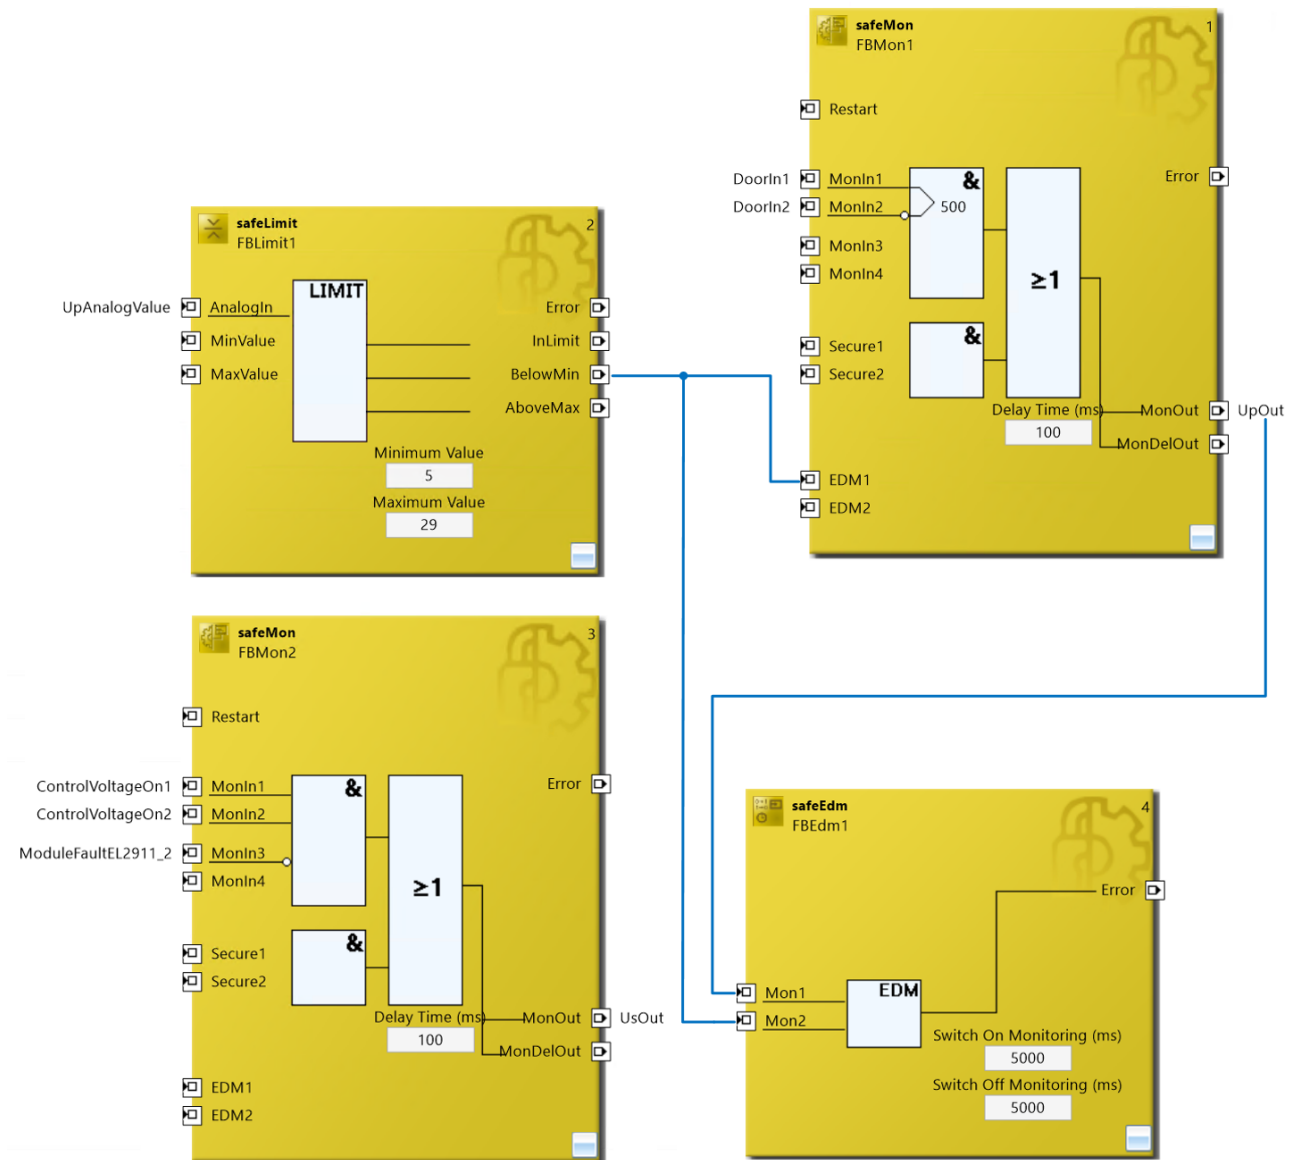 safeMon
FBMon1
1
Restart
DoorIn1 MonIn1 & Error
DoorIn2 MonIn2 500
MonIn3
MonIn4
≥1
Secure1 &
Secure2
Delay Time (ms) MonOut UpOut
100
MonDelOut
EDM1
EDM2
safeLimit
FBLimit1
2
UpAnalogValue AnalogIn LIMIT Error
MinValue InLimit
MaxValue BelowMin
AboveMax
Minimum Value
5
Maximum Value
29
safeMon
FBMon2
3
Restart
ControlVoltageOn1 MonIn1 & Error
ControlVoltageOn2 MonIn2
ModuleFaultEL2911_2 MonIn3
MonIn4
≥1
Secure1 &
Secure2
Delay Time (ms) MonOut UsOut
100
MonDelOut
EDM1
EDM2
safeEdm
FBEdm1
4
Error
Mon1 EDM
Mon2
Switch On Monitoring (ms)
5000
Switch Off Monitoring (ms)
5000